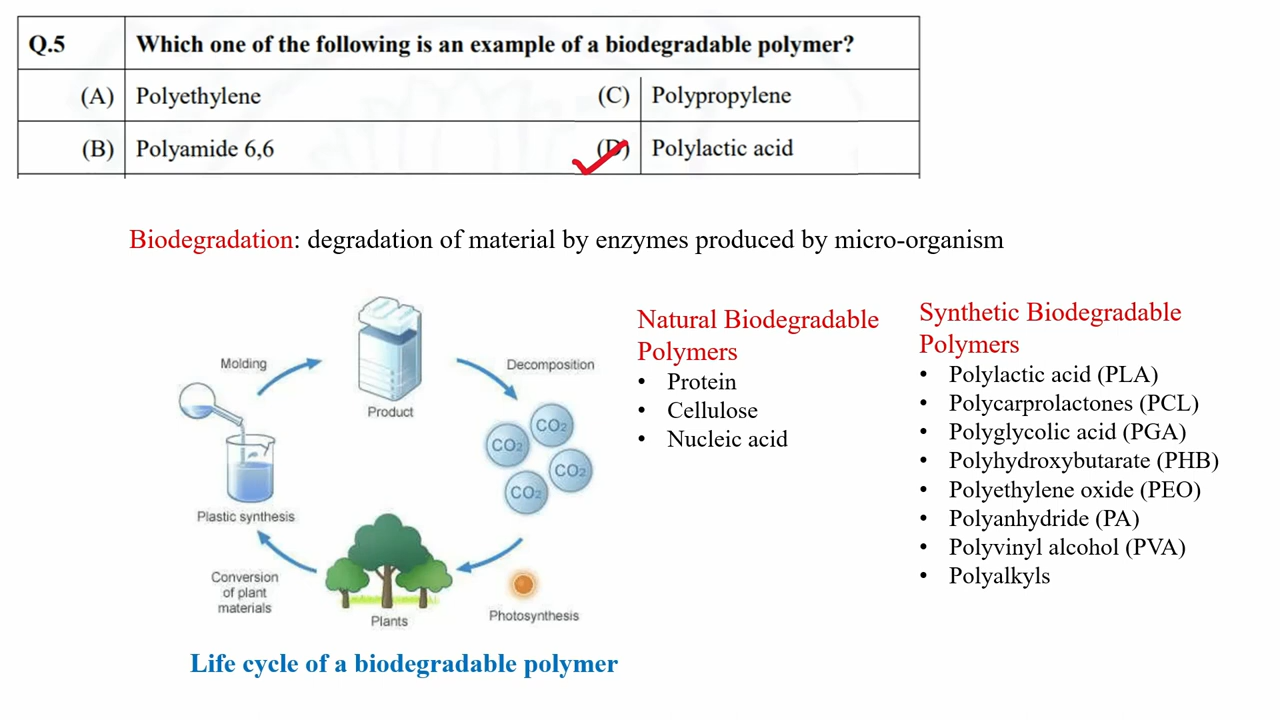 Q.5 Which one of the following is an example of a biodegradable polymer?
(A) Polyethylene (C) Polypropylene
(B) Polyamide 6,6 (D) Polylactic acid
Biodegradation: degradation of material by enzymes produced by micro-organism
Molding
Product
Decomposition
CO2
CO2
CO2
CO2
Plastic synthesis
Conversion
of plant
materials
Plants
Photosynthesis
Life cycle of a biodegradable polymer
Natural Biodegradable
Polymers
• Protein
• Cellulose
• Nucleic acid
Synthetic Biodegradable
Polymers
• Polylactic acid (PLA)
• Polycarprolactones (PCL)
• Polyglycolic acid (PGA)
• Polyhydroxybutarate (PHB)
• Polyethylene oxide (PEO)
• Polyanhydride (PA)
• Polyvinyl alcohol (PVA)
• Polyalkyls